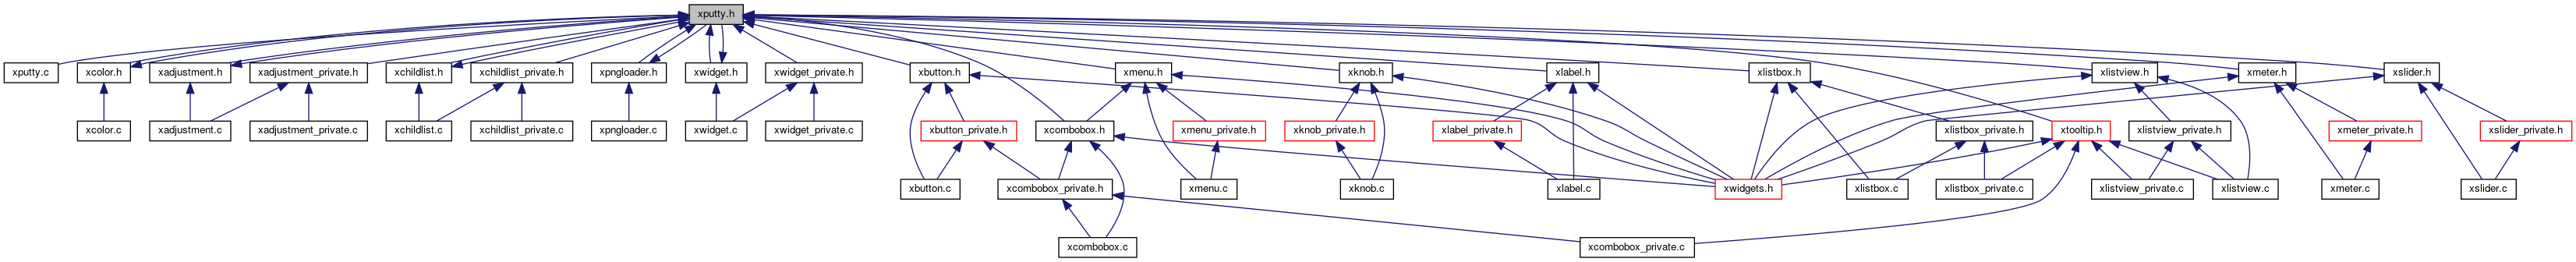 xputty.h
xputty.c
xcolor.h
xadjustment.h
xadjustment_private.h
xchildlist.h
xchildlist_private.h
xpngloader.h
xwidget.h
xwidget_private.h
xbutton.h
xmenu.h
xknob.h
xlabel.h
xlistbox.h
xlistview.h
xmeter.h
xslider.h
xcolor.c
xadjustment.c
xadjustment_private.c
xchildlist.c
xchildlist_private.c
xpngloader.c
xwidget.c
xwidget_private.c
xbutton_private.h
xcombobox.h
xmenu_private.h
xknob_private.h
xlabel_private.h
xlistbox_private.h
xtooltip.h
xlistview_private.h
xmeter_private.h
xslider_private.h
xbutton.c
xcombobox_private.h
xmenu.c
xknob.c
xlabel.c
xwidgets.h
xlistbox.c
xlistbox_private.c
xlistview_private.c
xlistview.c
xmeter.c
xslider.c
xcombobox.c
xcombobox_private.c